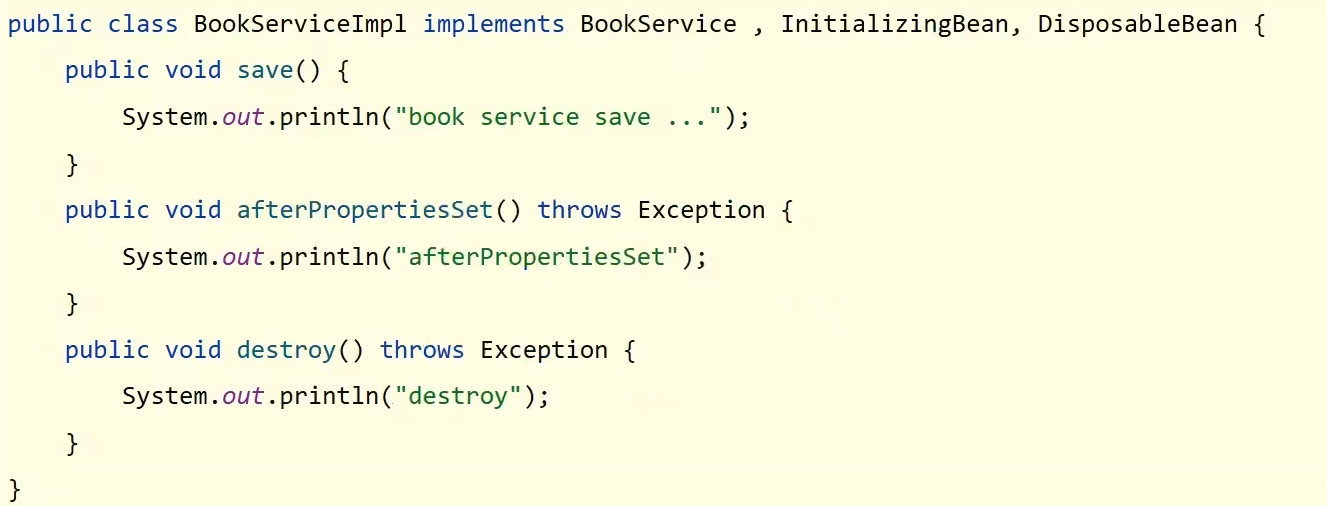 public class BookServiceImpl implements BookService , InitializingBean, DisposableBean {
    public void save() {
        System.out.println("book service save ...");
    }
    public void afterPropertiesSet() throws Exception {
        System.out.println("afterPropertiesSet");
    }
    public void destroy() throws Exception {
        System.out.println("destroy");
    }
}